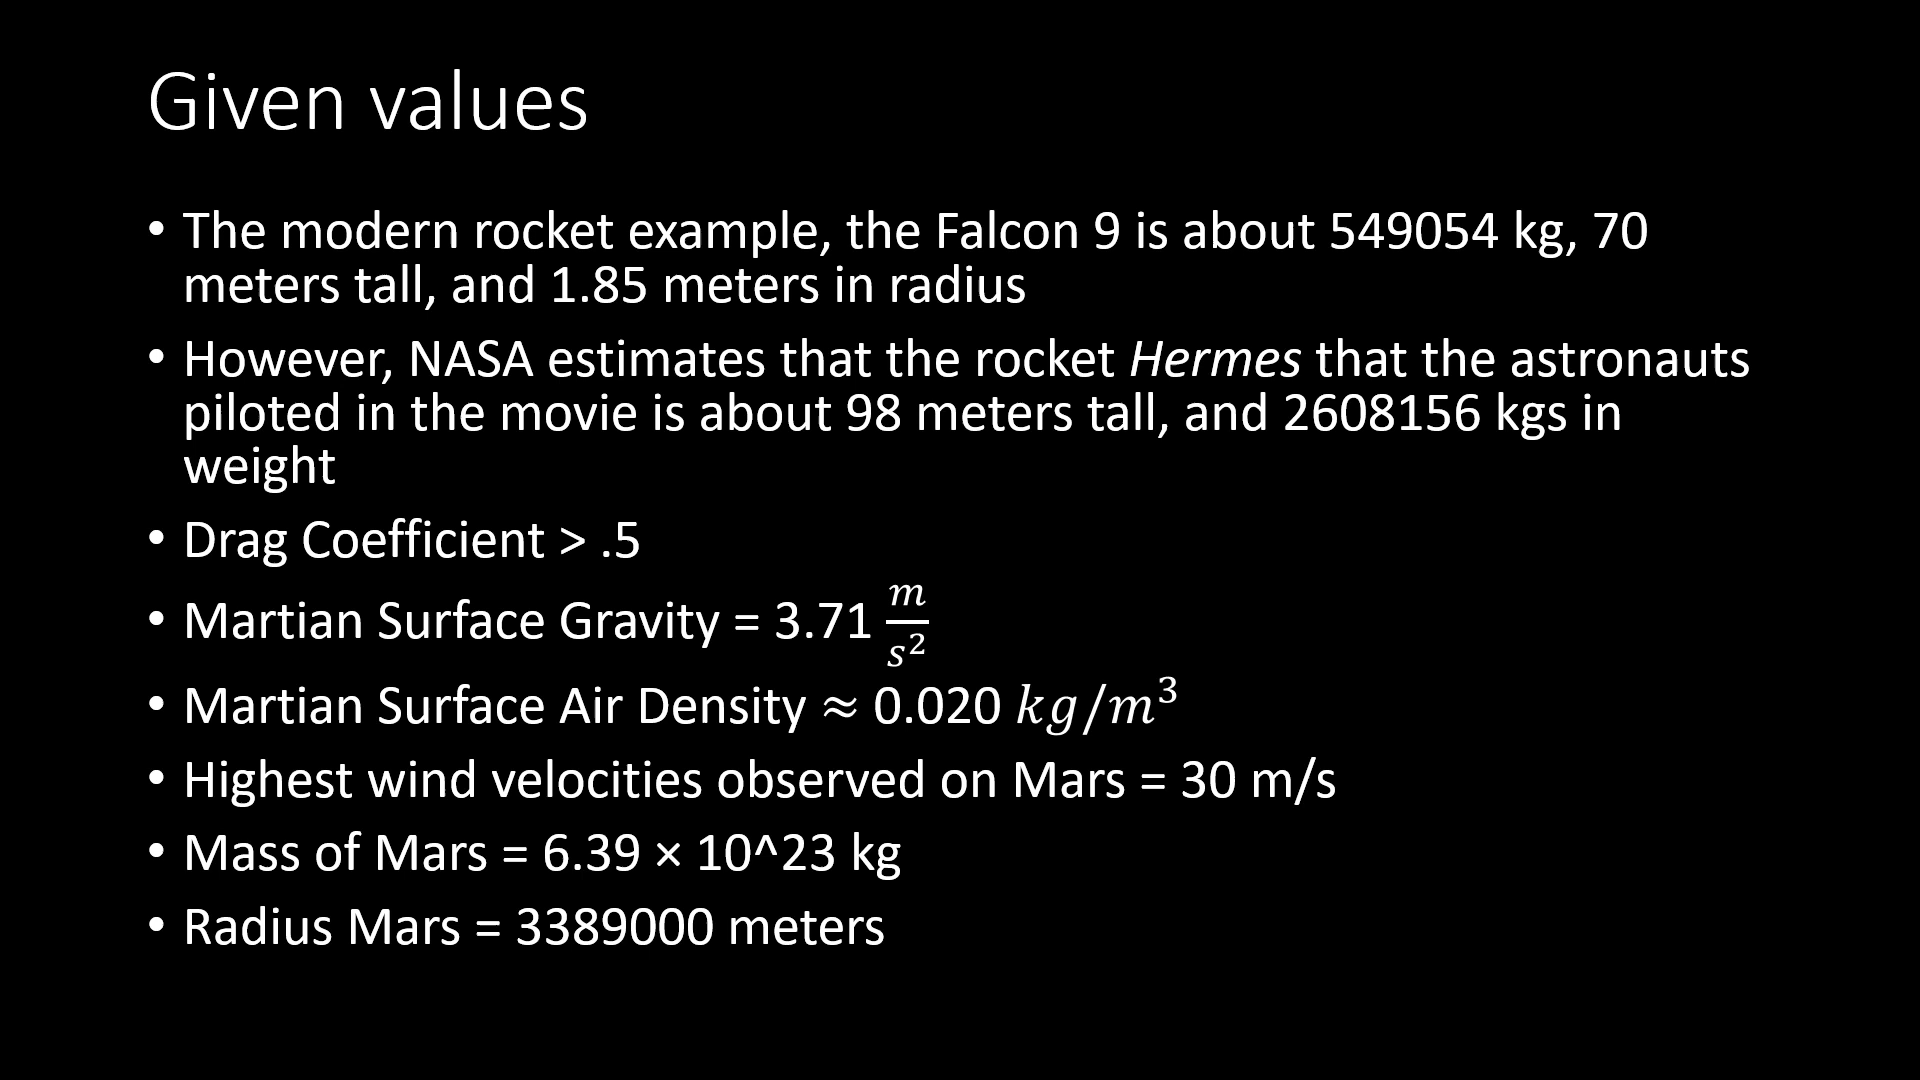 Given values
• The modern rocket example, the Falcon 9 is about 549054 kg, 70
meters tall, and 1.85 meters in radius
• However, NASA estimates that the rocket Hermes that the astronauts
piloted in the movie is about 98 meters tall, and 2608156 kgs in
weight
• Drag Coefficient > .5
• Martian Surface Gravity = 3.71 m/s²
• Martian Surface Air Density ≈ 0.020 kg/m³
• Highest wind velocities observed on Mars = 30 m/s
• Mass of Mars = 6.39 × 10^23 kg
• Radius Mars = 3389000 meters